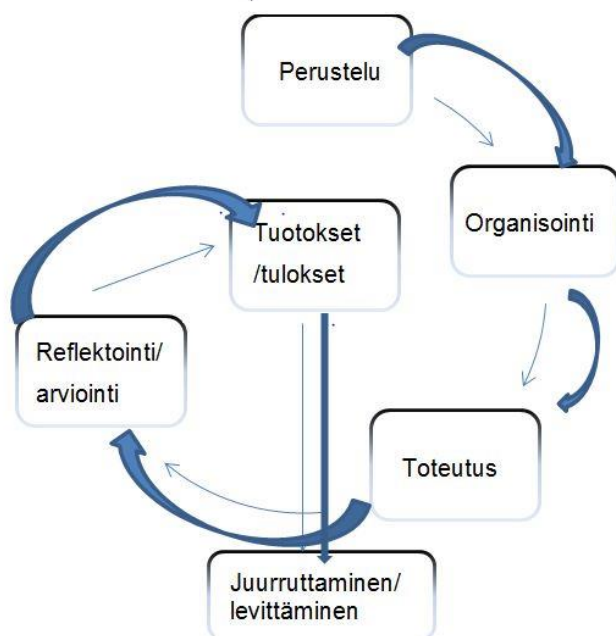 Perustelu
Organisointi
Tuotokset
/tulokset
Reflektointi/
arviointi
Toteutus
Juurruttaminen/
levittäminen